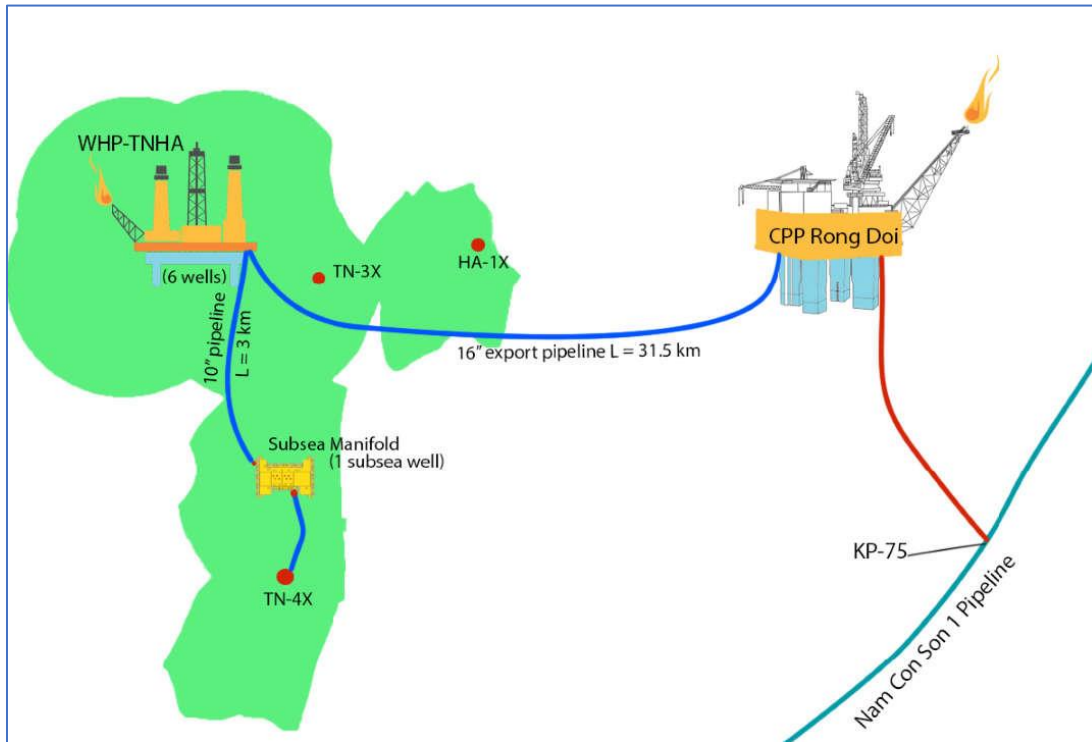 WHP-TNHA
(6 wells)
TN-3X
HA-1X
CPP Rong Doi
10” pipeline
L = 3 km
16” export pipeline L = 31.5 km
Subsea Manifold
(1 subsea well)
TN-4X
KP-75
Nam Con Son 1 Pipeline